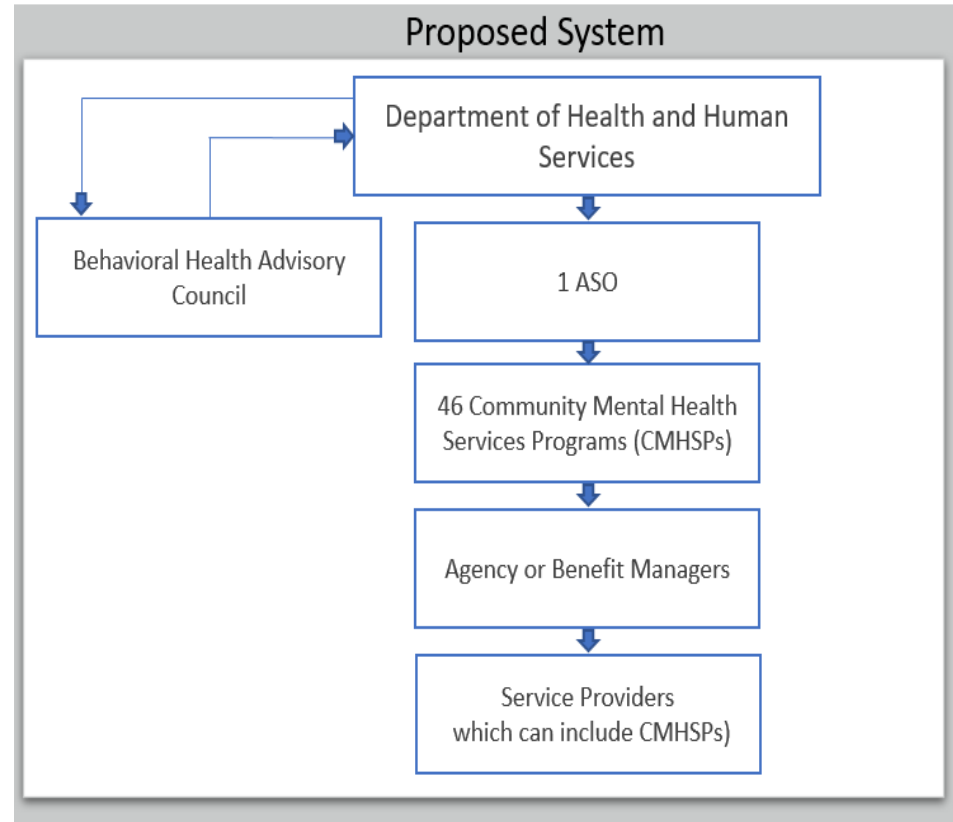 Proposed System
Department of Health and Human
Services
Behavioral Health Advisory
Council
1 ASO
46 Community Mental Health
Services Programs (CMHSPs)
Agency or Benefit Managers
Service Providers
which can include CMHSPs)